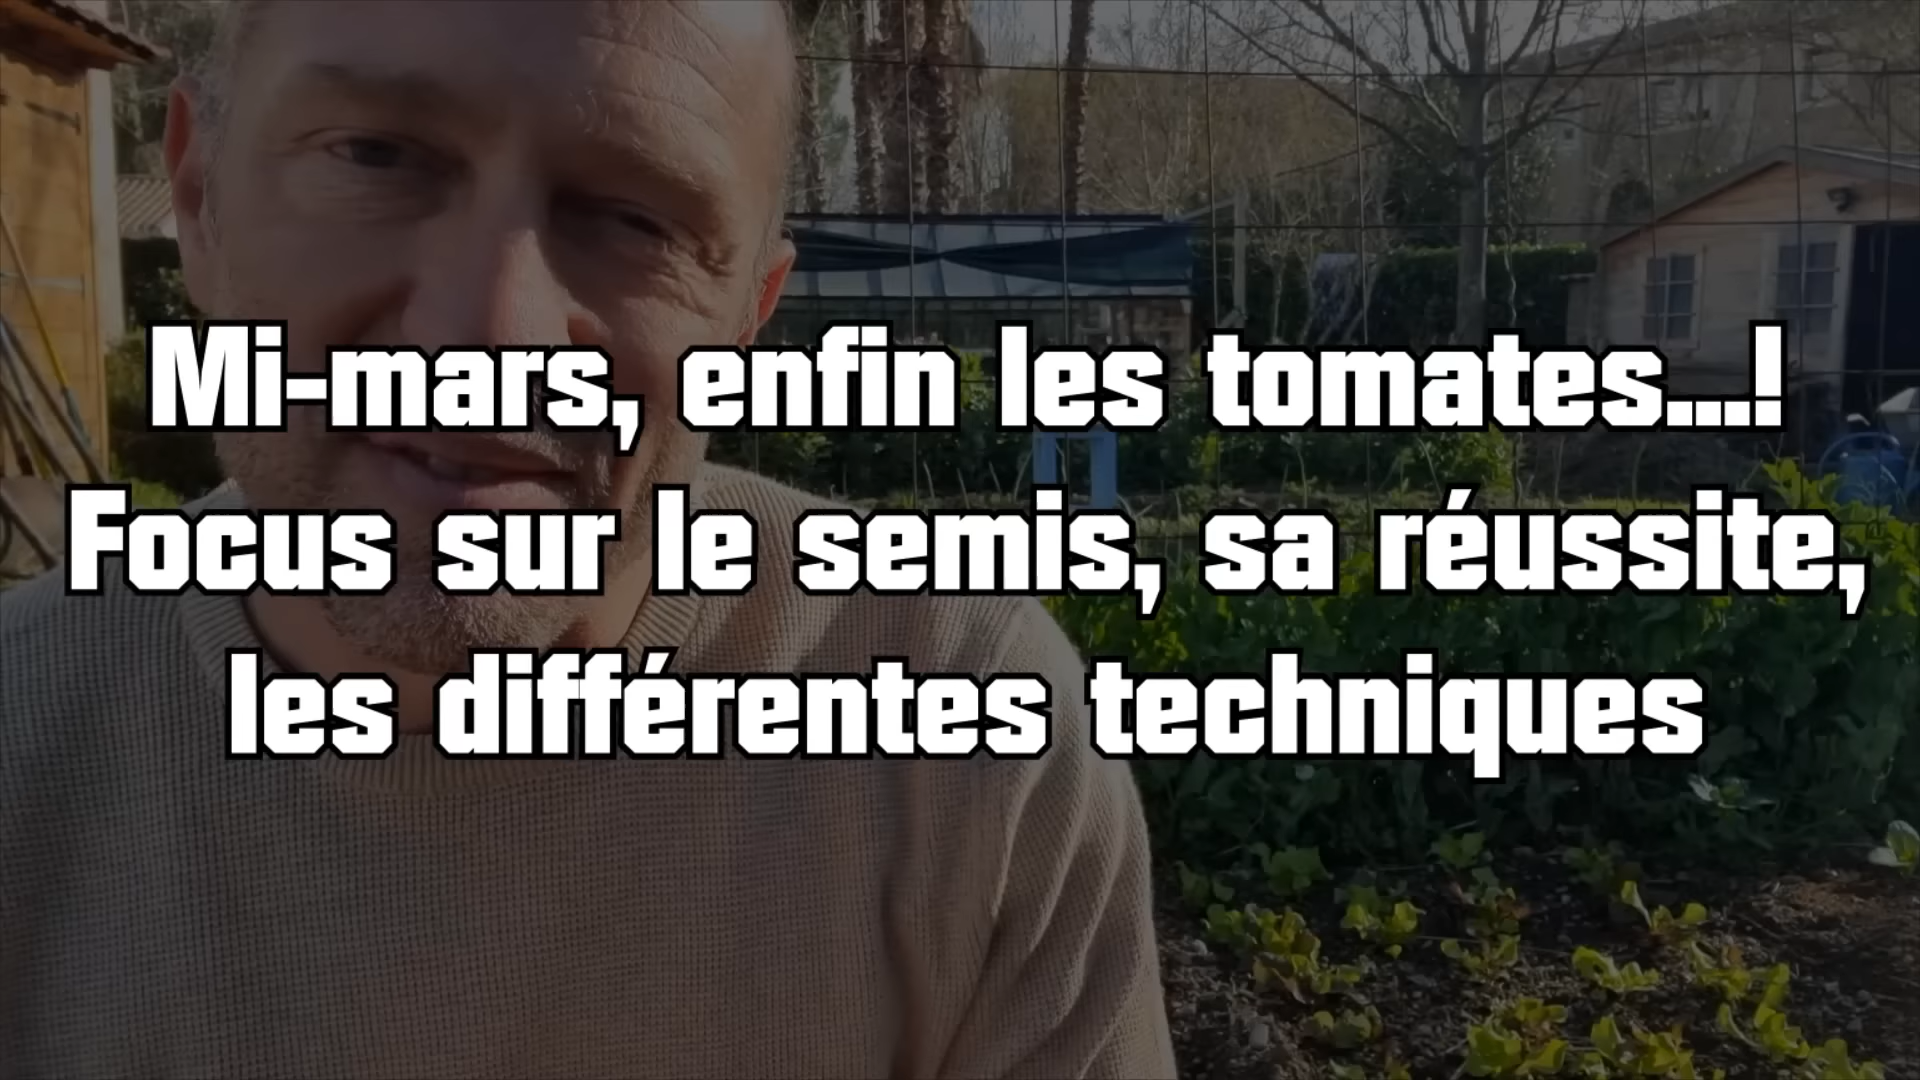 Mi-mars, enfin les tomates...!
Focus sur le semis, sa réussite,
les différentes techniques